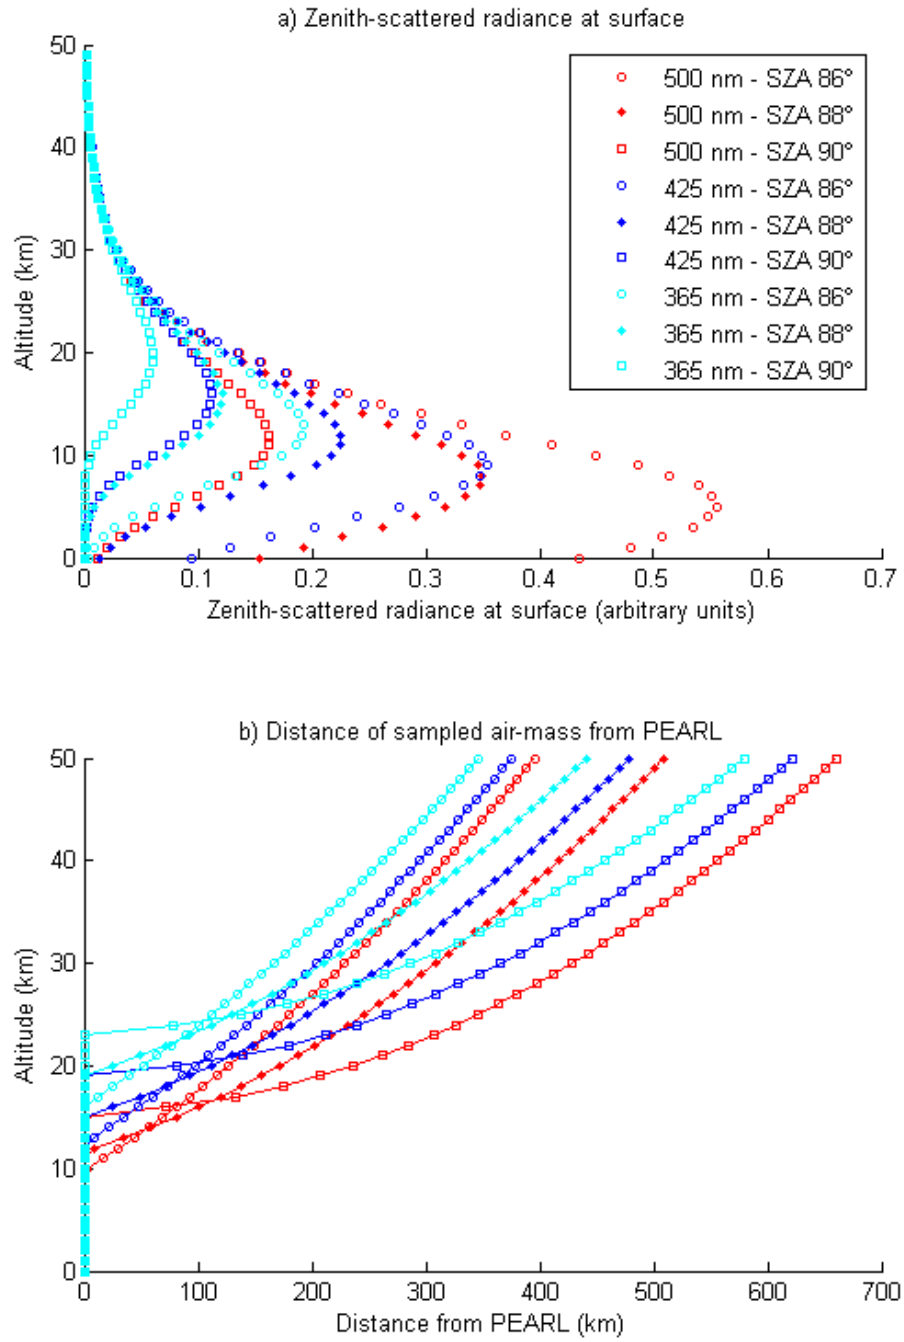 a) Zenith-scattered radiance at surface
50
40
30
20
10
0
Altitude (km)
500 nm - SZA 86°
500 nm - SZA 88°
500 nm - SZA 90°
425 nm - SZA 86°
425 nm - SZA 88°
425 nm - SZA 90°
365 nm - SZA 86°
365 nm - SZA 88°
365 nm - SZA 90°
0 0.1 0.2 0.3 0.4 0.5 0.6 0.7
Zenith-scattered radiance at surface (arbitrary units)
b) Distance of sampled air-mass from PEARL
50
40
30
20
10
0
Altitude (km)
0 100 200 300 400 500 600 700
Distance from PEARL (km)